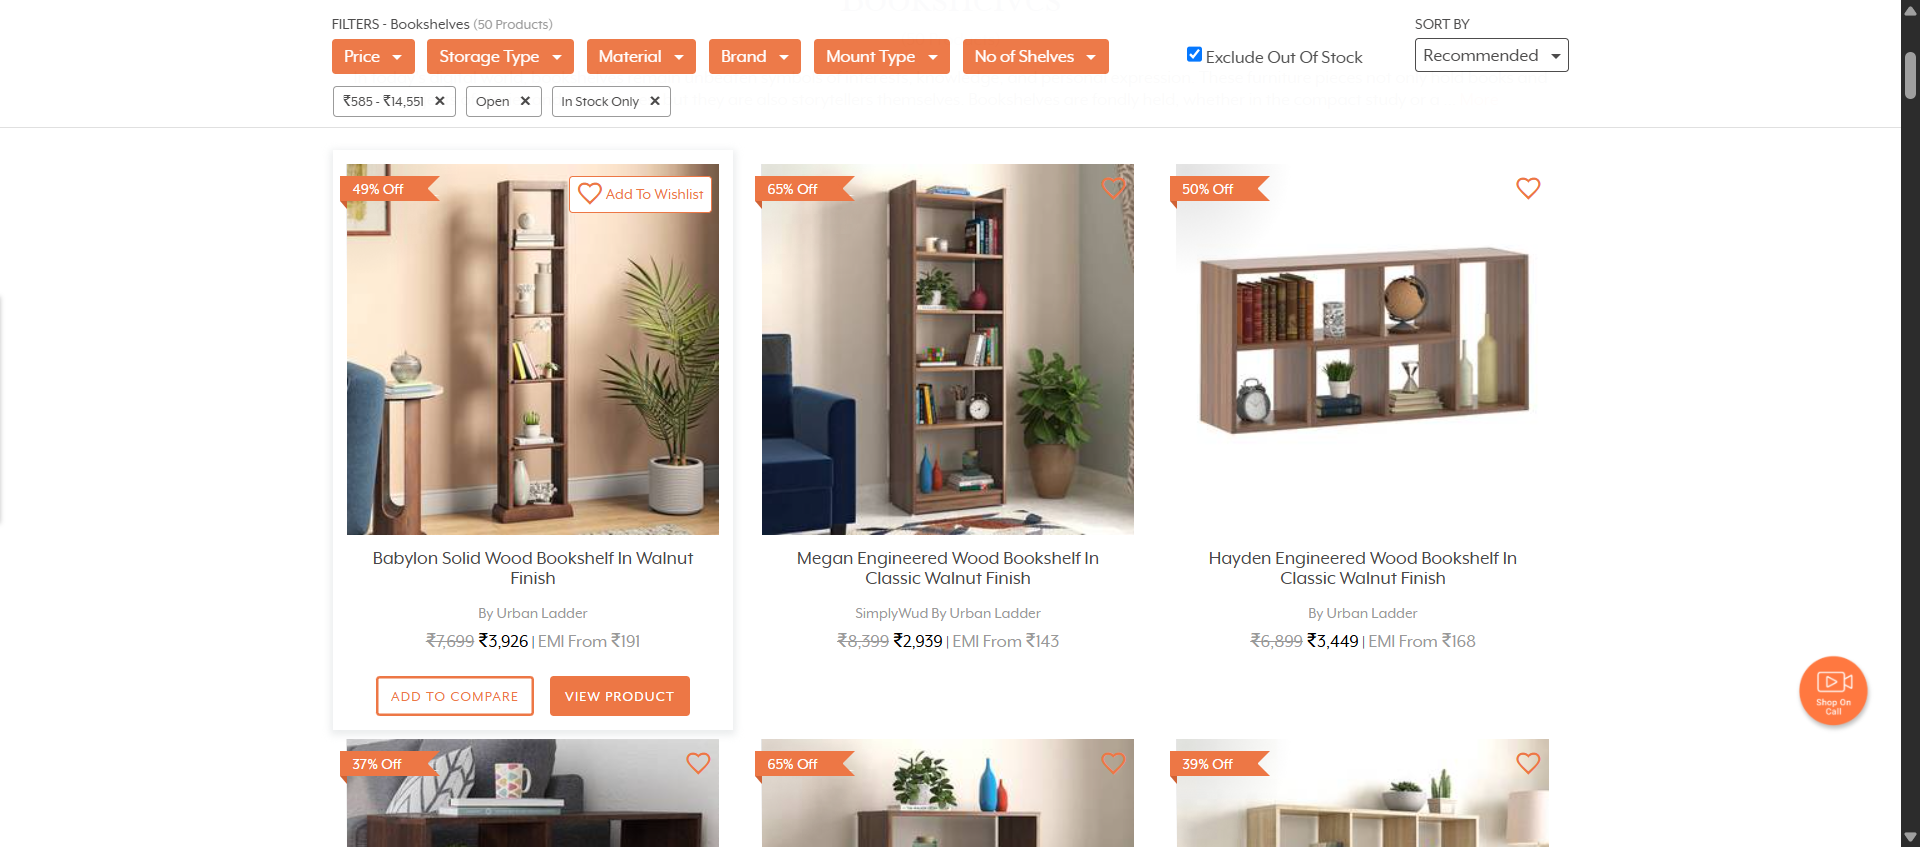 FILTERS - Bookshelves (50 Products)
SORT BY
Price
Storage Type
Material
Brand
Mount Type
No of Shelves
Exclude Out Of Stock
Recommended
₹585 - ₹14,551
Open
In Stock Only
49% Off
Add To Wishlist
65% Off
50% Off
Babylon Solid Wood Bookshelf In Walnut
Finish
By Urban Ladder
₹7,699 ₹3,926 | EMI From ₹191
ADD TO COMPARE
VIEW PRODUCT
Megan Engineered Wood Bookshelf In
Classic Walnut Finish
SimplyWud By Urban Ladder
₹8,399 ₹2,939 | EMI From ₹143
Hayden Engineered Wood Bookshelf In
Classic Walnut Finish
By Urban Ladder
₹6,899 ₹3,449 | EMI From ₹168
Shop On
Call
37% Off
65% Off
39% Off